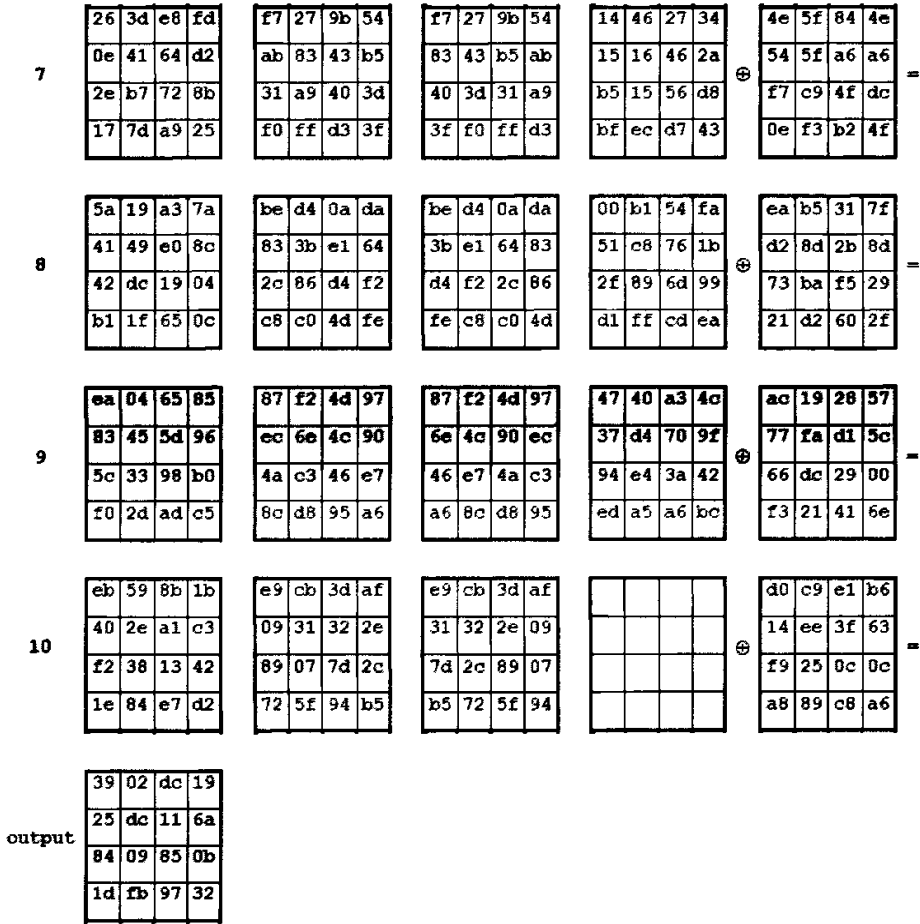 26 3d e8 fd f7 27 9b 54 f7 27 9b 54 14 46 27 34 4e 5f 84 4e
0e 41 64 d2 ab 83 43 b5 83 43 b5 ab 15 16 46 2a 54 5f a6 a6
7 ⊕ =
2e b7 72 8b 31 a9 40 3d 40 3d 31 a9 b5 15 56 d8 f7 c9 4f dc
17 7d a9 25 f0 ff d3 3f 3f f0 ff d3 bf ec d7 43 0e f3 b2 4f
5a 19 a3 7a be d4 0a da be d4 0a da 00 b1 54 fa ea b5 31 7f
41 49 e0 8c 83 3b e1 64 3b e1 64 83 51 c8 76 1b d2 8d 2b 8d
8 ⊕ =
42 dc 19 04 2c 86 d4 f2 d4 f2 2c 86 2f 89 6d 99 73 ba f5 29
b1 1f 65 0c c8 c0 4d fe fe c8 c0 4d d1 ff cd ea 21 d2 60 2f
ea 04 65 85 87 f2 4d 97 87 f2 4d 97 47 40 a3 4c ac 19 28 57
83 45 5d 96 ec 6e 4c 90 6e 4c 90 ec 37 d4 70 9f 77 fa d1 5c
9 ⊕ =
5c 33 98 b0 4a c3 46 e7 46 e7 4a c3 94 e4 3a 42 66 dc 29 00
f0 2d ad c5 8c d8 95 a6 a6 8c d8 95 ed a5 a6 bc f3 21 41 6e
eb 59 8b 1b e9 cb 3d af e9 cb 3d af d0 c9 e1 b6
40 2e a1 c3 09 31 32 2e 31 32 2e 09 14 ee 3f 63
10 ⊕ =
f2 38 13 42 89 07 7d 2c 7d 2c 89 07 f9 25 0c 0c
1e 84 e7 d2 72 5f 94 b5 b5 72 5f 94 a8 89 c8 a6
39 02 dc 19
25 dc 11 6a
output
84 09 85 0b
1d fb 97 32